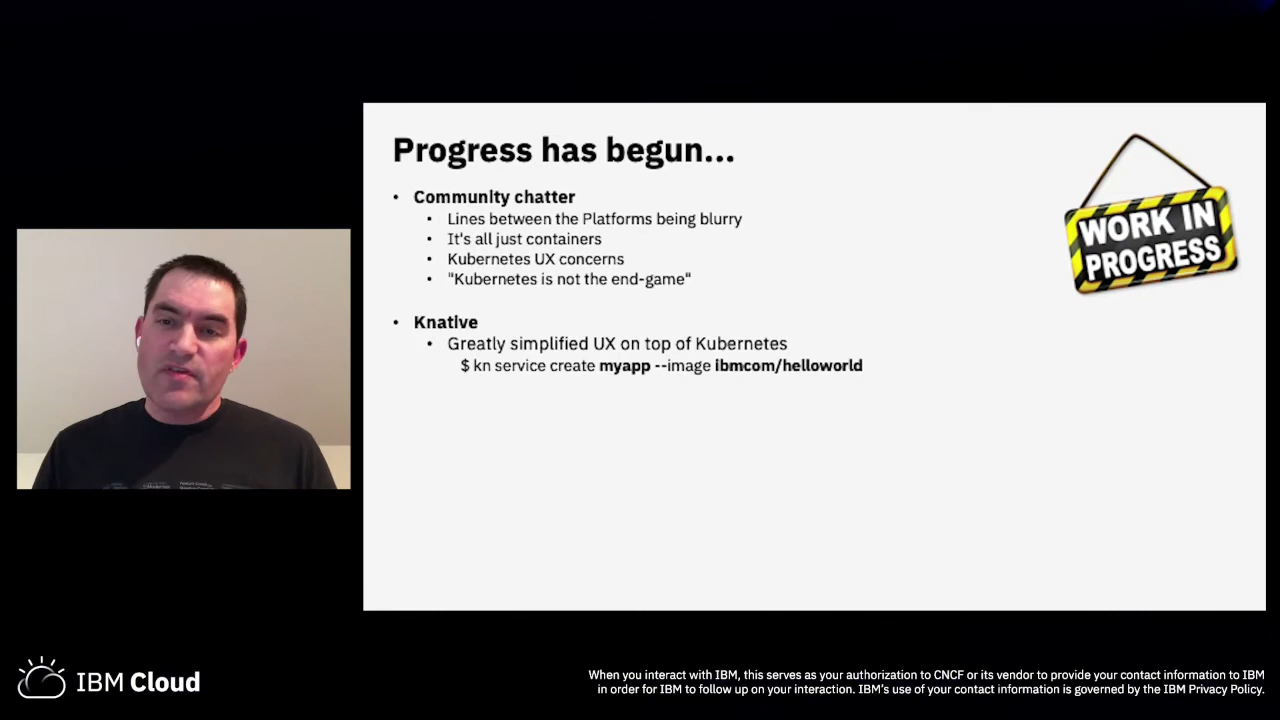 Progress has begun...
• Community chatter
• Lines between the Platforms being blurry
• It's all just containers
• Kubernetes UX concerns
• "Kubernetes is not the end-game"
• Knative
• Greatly simplified UX on top of Kubernetes
$ kn service create myapp --image ibmcom/helloworld
WORK IN
PROGRESS
IBM Cloud
When you interact with IBM, this serves as your authorization to CNCF or its vendor to provide your contact information to IBM
in order for IBM to follow up on your interaction. IBM's use of your contact information is governed by the IBM Privacy Policy.